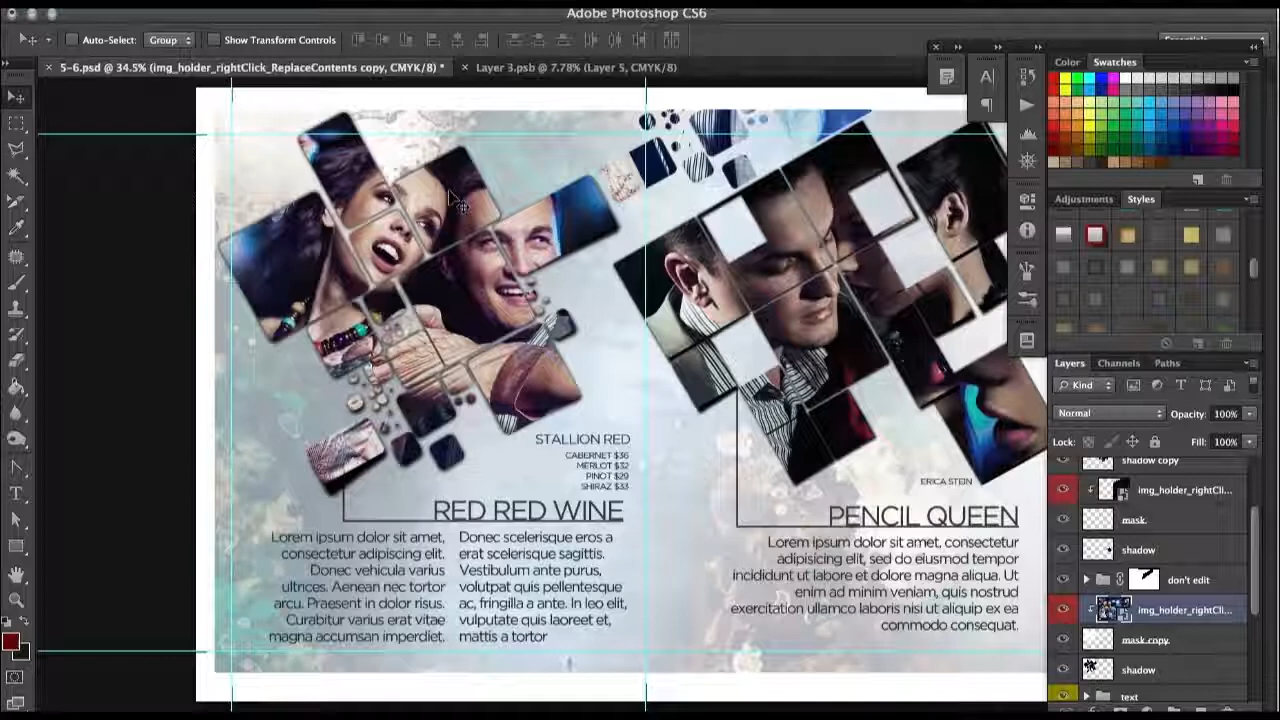 Adobe Photoshop CS6
Auto-Select: Group Show Transform Controls
5-6.psd @ 34.5% (img_holder_rightClick_ReplaceContents copy, CMYK/8) *
Layer 3.psb @ 7.78% (Layer 5, CMYK/8)
Color Swatches
Adjustments Styles
Layers Channels Paths
Kind
Normal Opacity: 100%
Lock: Fill: 100%
shadow copy
img_holder_rightCli...
mask
shadow
don't edit
img_holder_rightCli...
mask copy
shadow
text
STALLION RED
CABERNET $36
MERLOT $32
PINOT $29
SHIRAZ $33
RED RED WINE
Lorem ipsum dolor sit amet,
consectetur adipiscing elit.
Donec vehicula varius
ultrices. Aenean nec tortor
arcu. Praesent in dolor risus.
Curabitur varius erat vitae
magna accumsan imperdiet.
Donec scelerisque eros a
erat scelerisque sagittis.
Vestibulum ante purus,
volutpat quis pellentesque
ac, fringilla a ante. In leo elit,
vulputate quis laoreet et,
mattis a tortor
ERICA STEIN
PENCIL QUEEN
Lorem ipsum dolor sit amet, consectetur
adipisicing elit, sed do eiusmod tempor
incididunt ut labore et dolore magna aliqua. Ut
enim ad minim veniam, quis nostrud
exercitation ullamco laboris nisi ut aliquip ex ea
commodo consequat.